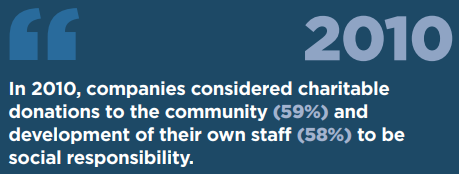 2010
In 2010, companies considered charitable
donations to the community (59%) and
development of their own staff (58%) to be
social responsibility.